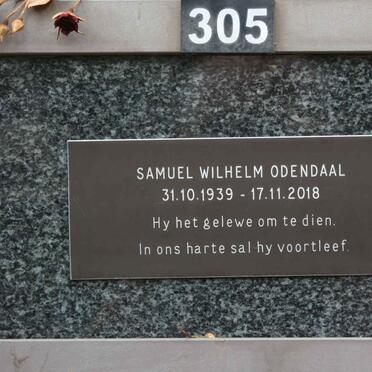 305
SAMUEL WILHELM ODENDAAL
31.10.1939 - 17.11.2018
Hy het gelewe om te dien.
In ons harte sal hy voortleef.